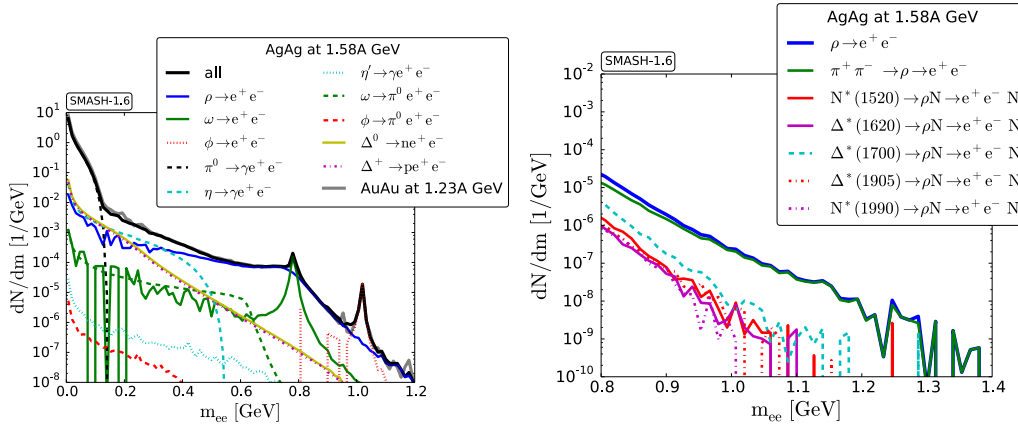 AgAg at 1.58A GeV
all
ρ→e⁺e⁻
ω→e⁺e⁻
ϕ→e⁺e⁻
π⁰→γe⁺e⁻
η→γe⁺e⁻
η′→γe⁺e⁻
ω→π⁰ e⁺e⁻
ϕ→π⁰ e⁺e⁻
Δ⁰→ne⁺e⁻
Δ⁺→pe⁺e⁻
AuAu at 1.23A GeV
SMASH-1.6
dN/dm [1/GeV]
10¹
10⁰
10⁻¹
10⁻²
10⁻³
10⁻⁴
10⁻⁵
10⁻⁶
10⁻⁷
10⁻⁸
0.0 0.2 0.4 0.6 0.8 1.0 1.2
m_ee [GeV]
AgAg at 1.58A GeV
ρ→e⁺e⁻
π⁺π⁻ →ρ→e⁺e⁻
N*(1520)→ρN→e⁺e⁻ N
Δ*(1620)→ρN→e⁺e⁻ N
Δ*(1700)→ρN→e⁺e⁻ N
Δ*(1905)→ρN→e⁺e⁻ N
N*(1990)→ρN→e⁺e⁻ N
SMASH-1.6
dN/dm [1/GeV]
10⁻²
10⁻³
10⁻⁴
10⁻⁵
10⁻⁶
10⁻⁷
10⁻⁸
10⁻⁹
10⁻¹⁰
0.8 0.9 1.0 1.1 1.2 1.3 1.4
m_ee [GeV]